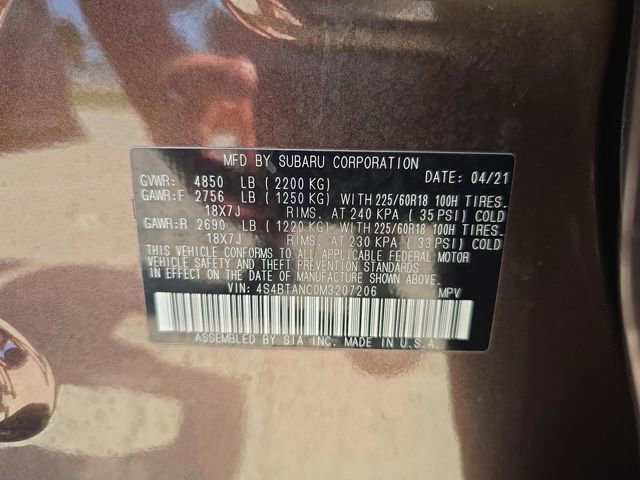 MFD BY SUBARU CORPORATION DATE: 04/21
GVWR: 4850 LB ( 2200 KG)
GAWR:F 2756 LB ( 1250 KG) WITH 225/60R18 100H TIRES.
18X7J RIMS. AT 240 KPA ( 35 PSI) COLD
GAWR:R 2690 LB ( 1220 KG) WITH 225/60R18 100H TIRES.
18X7J RIMS. AT 230 KPA ( 33 PSI) COLD
THIS VEHICLE CONFORMS TO ALL APPLICABLE FEDERAL MOTOR
VEHICLE SAFETY AND THEFT PREVENTION STANDARDS
IN EFFECT ON THE DATE OF MANUFACTURE SHOWN ABOVE.
VIN: 4S4BTANC0M3207206 MPV
ASSEMBLED BY SIA INC. MADE IN U.S.A.